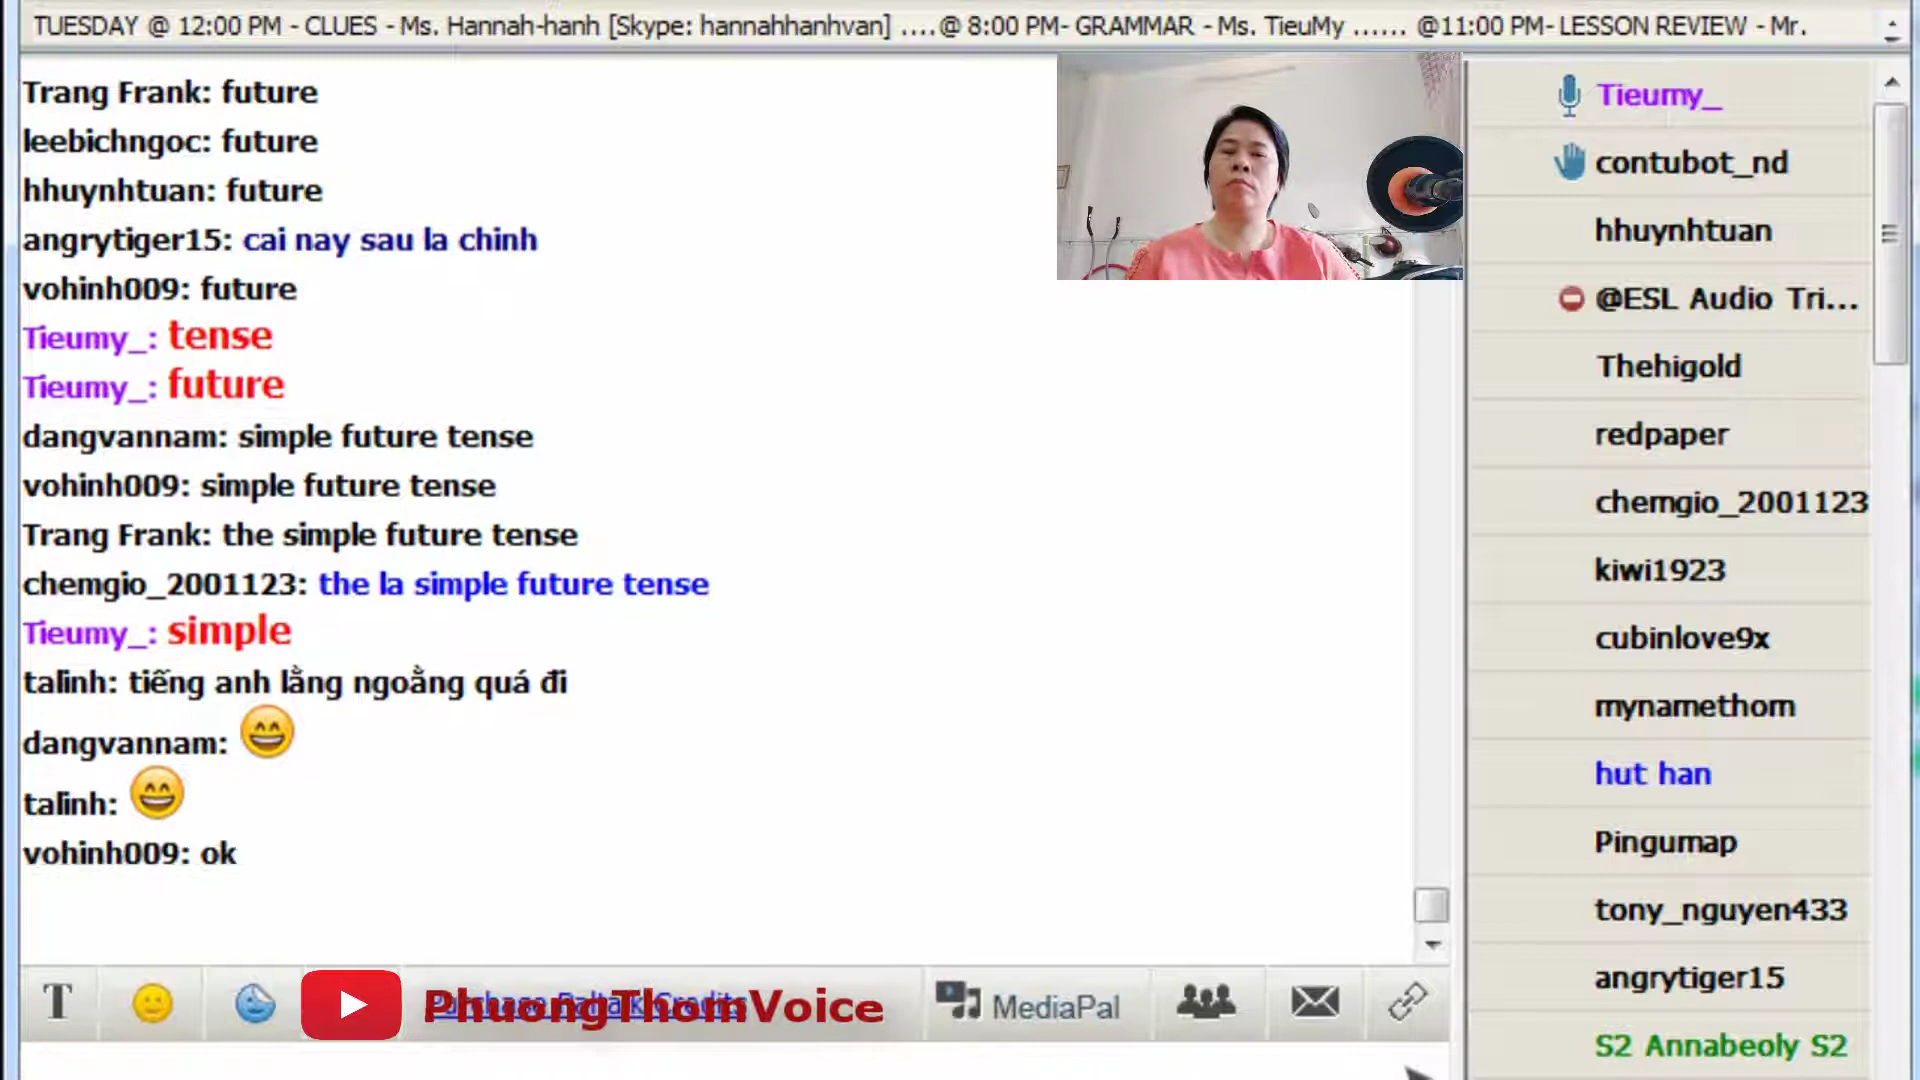 TUESDAY @ 12:00 PM - CLUES - Ms. Hannah-hanh [Skype: hannahhanhvan] ....@ 8:00 PM- GRAMMAR - Ms. TieuMy ...... @11:00 PM- LESSON REVIEW - Mr.
Trang Frank: future
leebichngoc: future
hhuynhtuan: future
angrytiger15: cai nay sau la chinh
vohinh009: future
Tieumy_: tense
Tieumy_: future
dangvannam: simple future tense
vohinh009: simple future tense
Trang Frank: the simple future tense
chemgio_2001123: the la simple future tense
Tieumy_: simple
talinh: tiếng anh lằng ngoằng quá đi
dangvannam:
talinh:
vohinh009: ok
Tieumy_
contubot_nd
hhuynhtuan
@ESL Audio Tri...
Thehigold
redpaper
chemgio_2001123
kiwi1923
cubinlove9x
mynamethom
hut han
Pingumap
tony_nguyen433
angrytiger15
S2 Annabeoly S2
T
Purchase Paltalk Credits
PhuongThomVoice
MediaPal